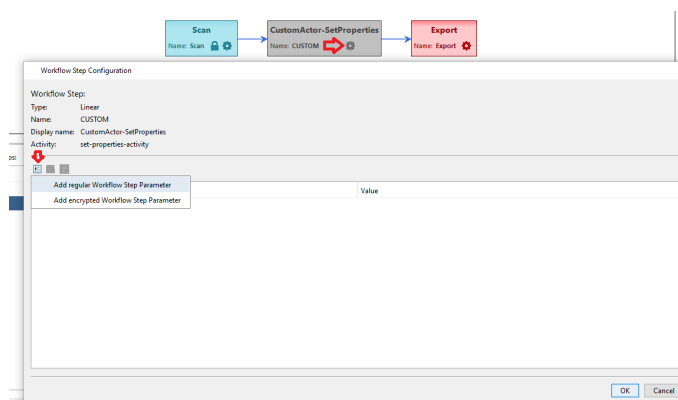 Scan
Name: Scan
CustomActor-SetProperties
Name: CUSTOM
Export
Name: Export
Workflow Step Configuration
Workflow Step:
Type: Linear
Name: CUSTOM
Display name: CustomActor-SetProperties
Activity: set-properties-activity
ps:
Value
Add regular Workflow Step Parameter
Add encrypted Workflow Step Parameter
OK Cancel